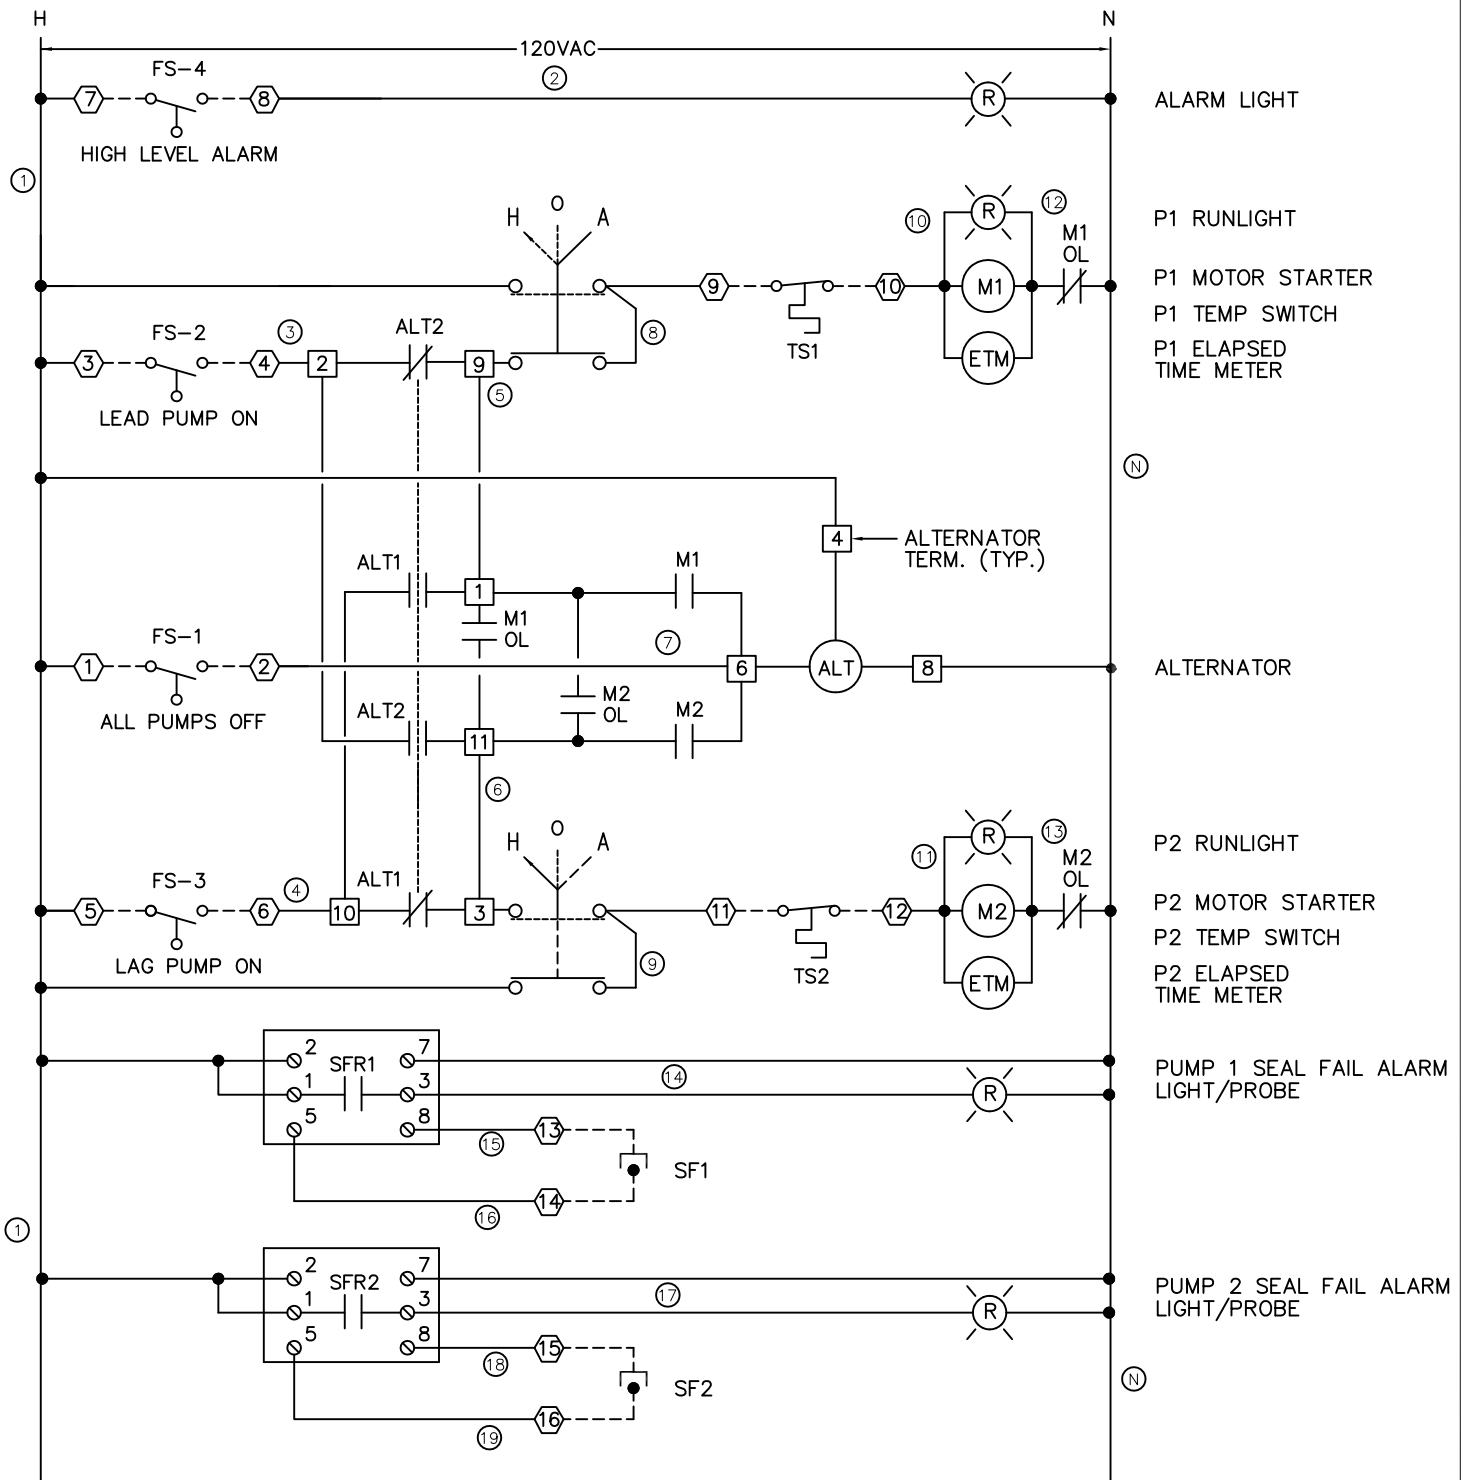 H N
120VAC
FS-4 2
7 8 R ALARM LIGHT
HIGH LEVEL ALARM
1
H O A 10 R 12 P1 RUNLIGHT
M1
OL
9 10 M1 P1 MOTOR STARTER
P1 TEMP SWITCH
FS-2 3 ALT2 8 TS1
3 4 2 9 ETM P1 ELAPSED
TIME METER
5
LEAD PUMP ON
N
4 ALTERNATOR
TERM. (TYP.)
ALT1 M1
1
M1
OL
FS-1 7
1 2 6 ALT 8 ALTERNATOR
M2
OL
ALL PUMPS OFF ALT2 M2
11
6
H O A 11 R 13 P2 RUNLIGHT
M2
OL
FS-3 4 ALT1
5 6 10 3 11 12 M2 P2 MOTOR STARTER
P2 TEMP SWITCH
LAG PUMP ON 9 TS2
ETM P2 ELAPSED
TIME METER
2 SFR1 7 PUMP 1 SEAL FAIL ALARM
LIGHT/PROBE
14
1 3 R
5 8
15 13
SF1
14
16
1
2 SFR2 7 PUMP 2 SEAL FAIL ALARM
LIGHT/PROBE
17
1 3 R
5 8
18 15
SF2
N
16
19